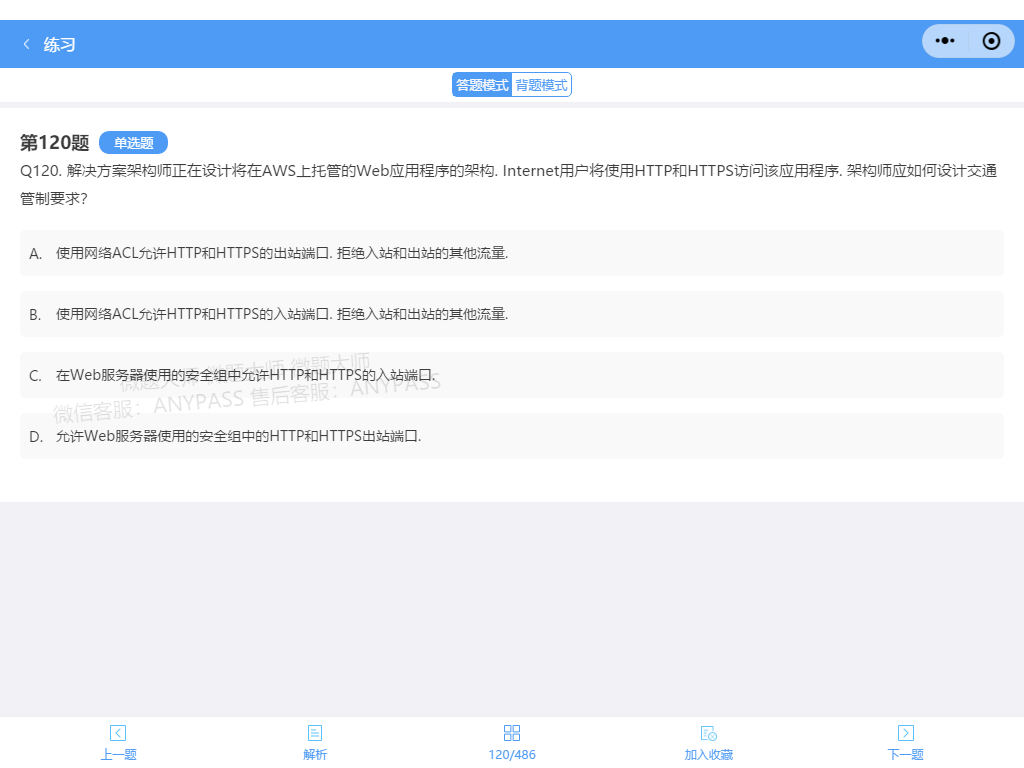 练习
答题模式 背题模式
第120题 单选题
Q120. 解决方案架构师正在设计将在AWS上托管的Web应用程序的架构. Internet用户将使用HTTP和HTTPS访问该应用程序. 架构师应如何设计交通
管制要求?
A. 使用网络ACL允许HTTP和HTTPS的出站端口. 拒绝入站和出站的其他流量.
B. 使用网络ACL允许HTTP和HTTPS的入站端口. 拒绝入站和出站的其他流量.
微题大师 微题大师 微题大师
C. 在Web服务器使用的安全组中允许HTTP和HTTPS的入站端口.
微信客服：ANYPASS 售后客服：ANYPASS
D. 允许Web服务器使用的安全组中的HTTP和HTTPS出站端口.
上一题 解析 120/486 加入收藏 下一题